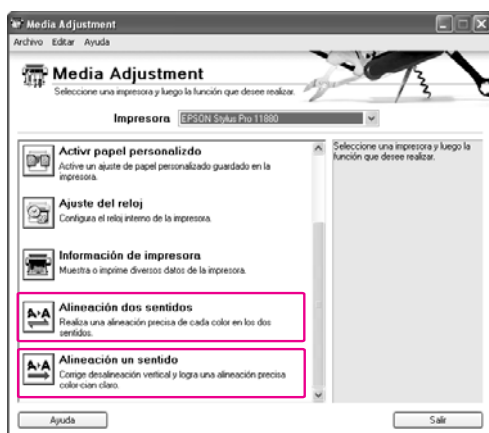 Media Adjustment
Archivo Editar Ayuda
Media Adjustment
Seleccione una impresora y luego la función que desee realizar.
Impresora EPSON Stylus Pro 11880
Activr papel personalizdo
Active un ajuste de papel personalizado guardado en la
impresora.
Ajuste del reloj
Configura el reloj interno de la impresora.
Información de impresora
Muestra o imprime diversos datos de la impresora.
Alineación dos sentidos
Realiza una alineación precisa de cada color en los dos
sentidos.
Alineación un sentido
Corrige desalineación vertical y logra una alineación precisa
color-cian claro.
Seleccione una impresora y luego la
función que desee realizar.
Ayuda
Salir